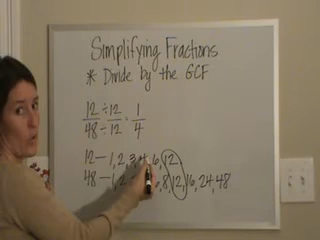 Simplifying Fractions
* Divide by the GCF
12 ÷ 12 = 1
48 ÷ 12   4
12 — 1, 2, 3, 4, 6, 12
48 — 1, 2, 6, 8, 12, 16, 24, 48